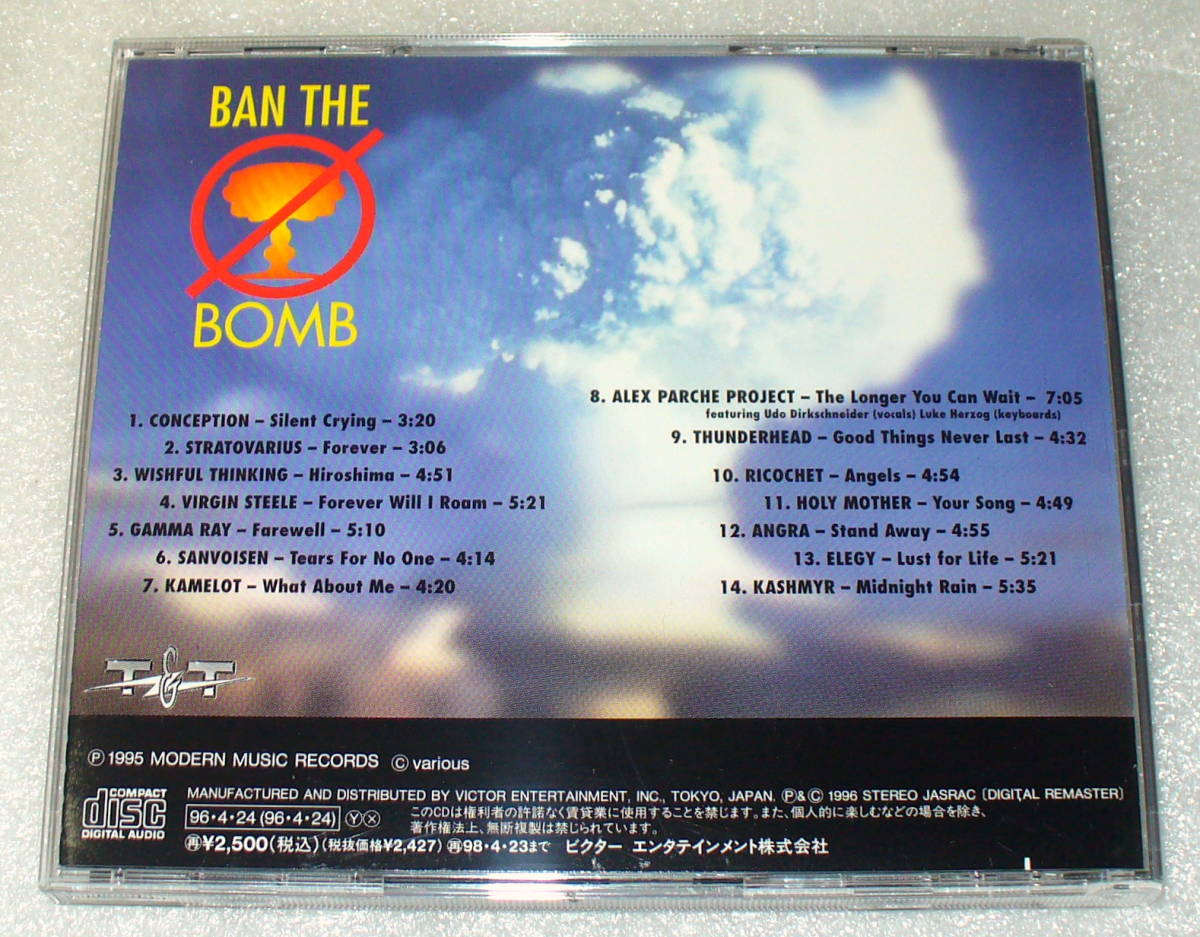 BAN THE
BOMB
1. CONCEPTION – Silent Crying – 3:20
2. STRATOVARIUS – Forever – 3:06
3. WISHFUL THINKING – Hiroshima – 4:51
4. VIRGIN STEELE – Forever Will I Roam – 5:21
5. GAMMA RAY – Farewell – 5:10
6. SANVOISEN – Tears For No One – 4:14
7. KAMELOT – What About Me – 4:20
8. ALEX PARCHE PROJECT – The Longer You Can Wait – 7:05
featuring Udo Dirkschneider (vocals) Luke Herzog (keyboards)
9. THUNDERHEAD – Good Things Never Last – 4:32
10. RICOCHET – Angels – 4:54
11. HOLY MOTHER – Your Song – 4:49
12. ANGRA – Stand Away – 4:55
13. ELEGY – Lust for Life – 5:21
14. KASHMYR – Midnight Rain – 5:35
T&T
Ⓟ 1995 MODERN MUSIC RECORDS © various
COMPACT
disc
DIGITAL AUDIO
MANUFACTURED AND DISTRIBUTED BY VICTOR ENTERTAINMENT, INC., TOKYO, JAPAN. Ⓟ&© 1996 STEREO JASRAC〔DIGITAL REMASTER〕
96・4・24 (96・4・24) Ⓨ Ⓧ
このCDは権利者の許諾なく賃貸業に使用することを禁じます。また、個人的に楽しむなどの場合を除き、
著作権法上、無断複製は禁じられています。
再¥2,500(税込)(税抜価格¥2,427) 再98・4・23まで ビクター エンタテインメント株式会社